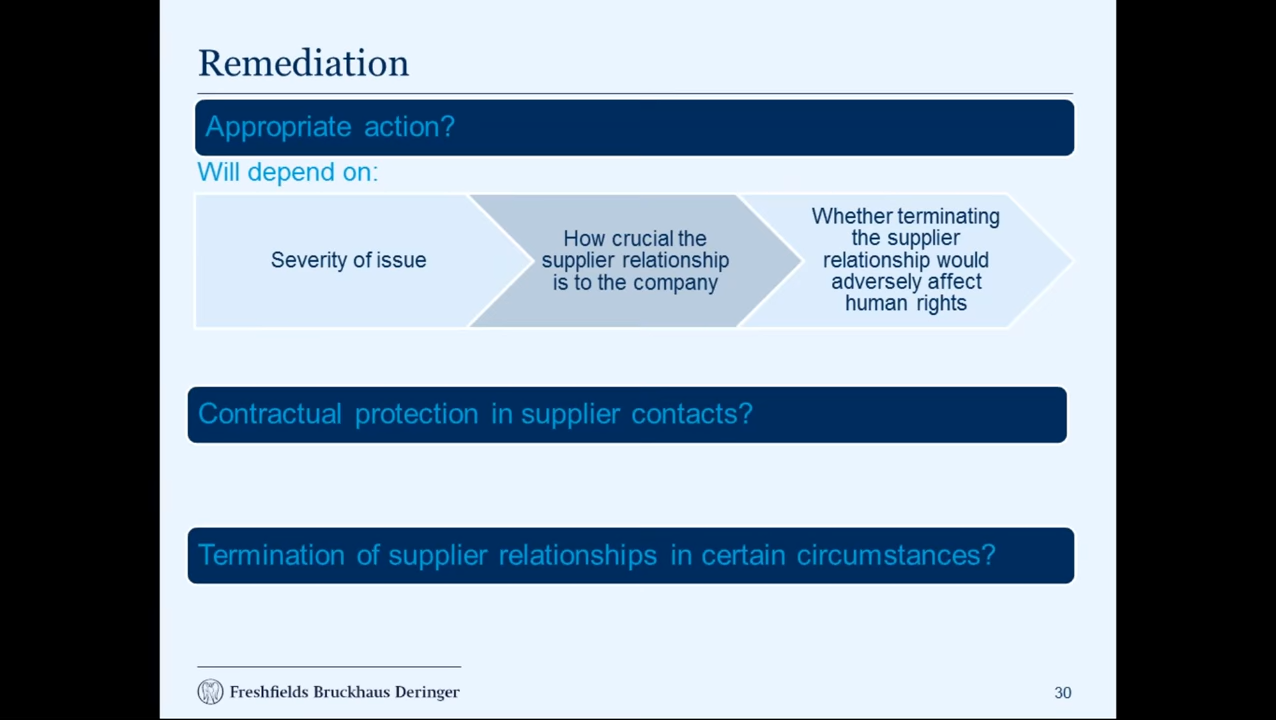 Remediation
Appropriate action?
Will depend on:
Severity of issue
How crucial the
supplier relationship
is to the company
Whether terminating
the supplier
relationship would
adversely affect
human rights
Contractual protection in supplier contacts?
Termination of supplier relationships in certain circumstances?
Freshfields Bruckhaus Deringer
30